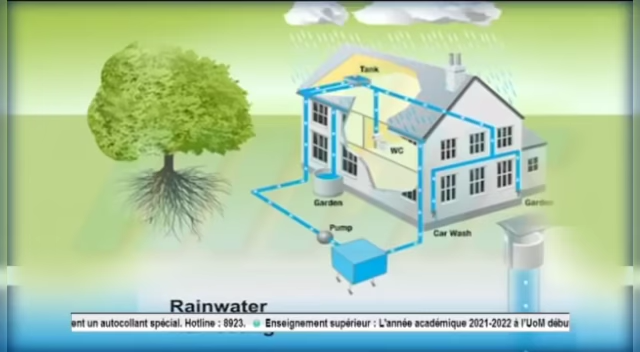 Tank
WC
Garden
Garden
Pump
Car Wash
Rainwater
ent un autocollant spécial. Hotline : 8923. Enseignement supérieur : L'année académique 2021-2022 à l'UoM débu